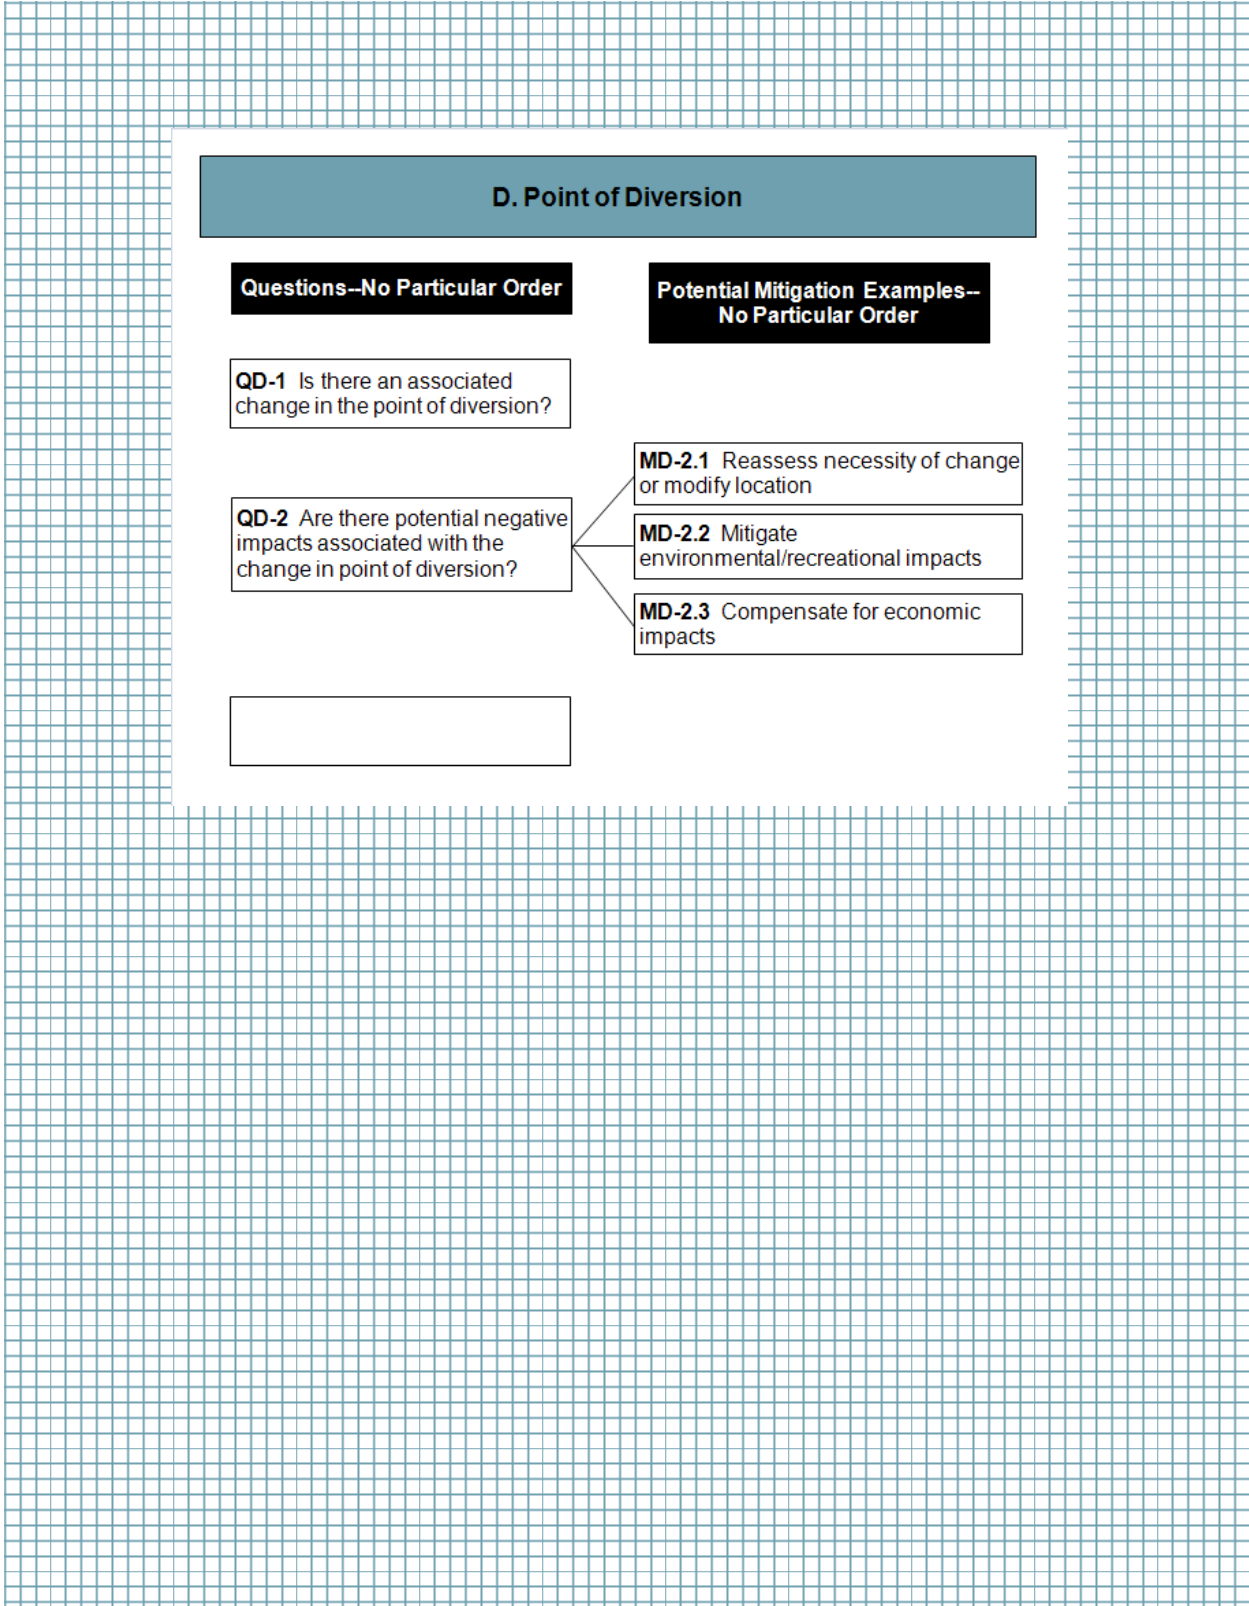 D. Point of Diversion
Questions--No Particular Order
Potential Mitigation Examples--
No Particular Order
QD-1 Is there an associated
change in the point of diversion?
QD-2 Are there potential negative
impacts associated with the
change in point of diversion?
MD-2.1 Reassess necessity of change
or modify location
MD-2.2 Mitigate
environmental/recreational impacts
MD-2.3 Compensate for economic
impacts